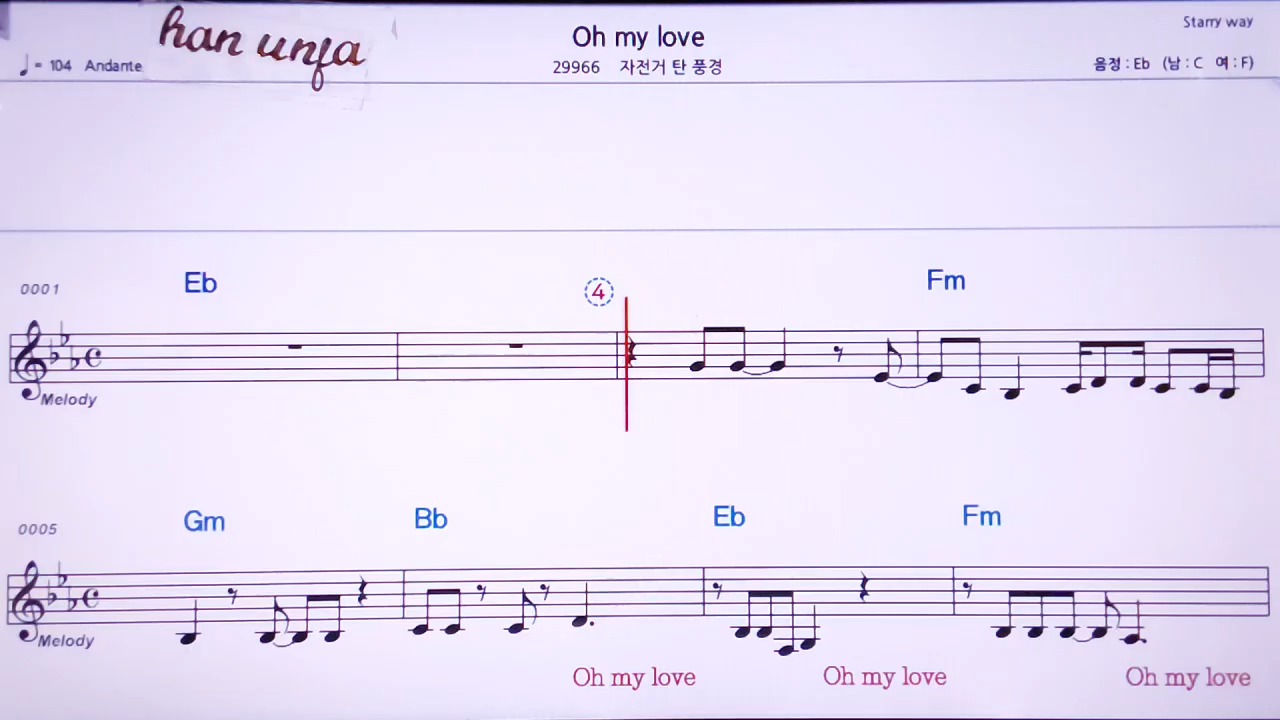 han unfa
Oh my love
Starry way
♩= 104 Andante
29966 자전거 탄 풍경
음정 : Eb (남 : C 여 : F)
0001
Eb
4
Fm
Melody
0005
Gm
Bb
Eb
Fm
Melody
Oh my love
Oh my love
Oh my love